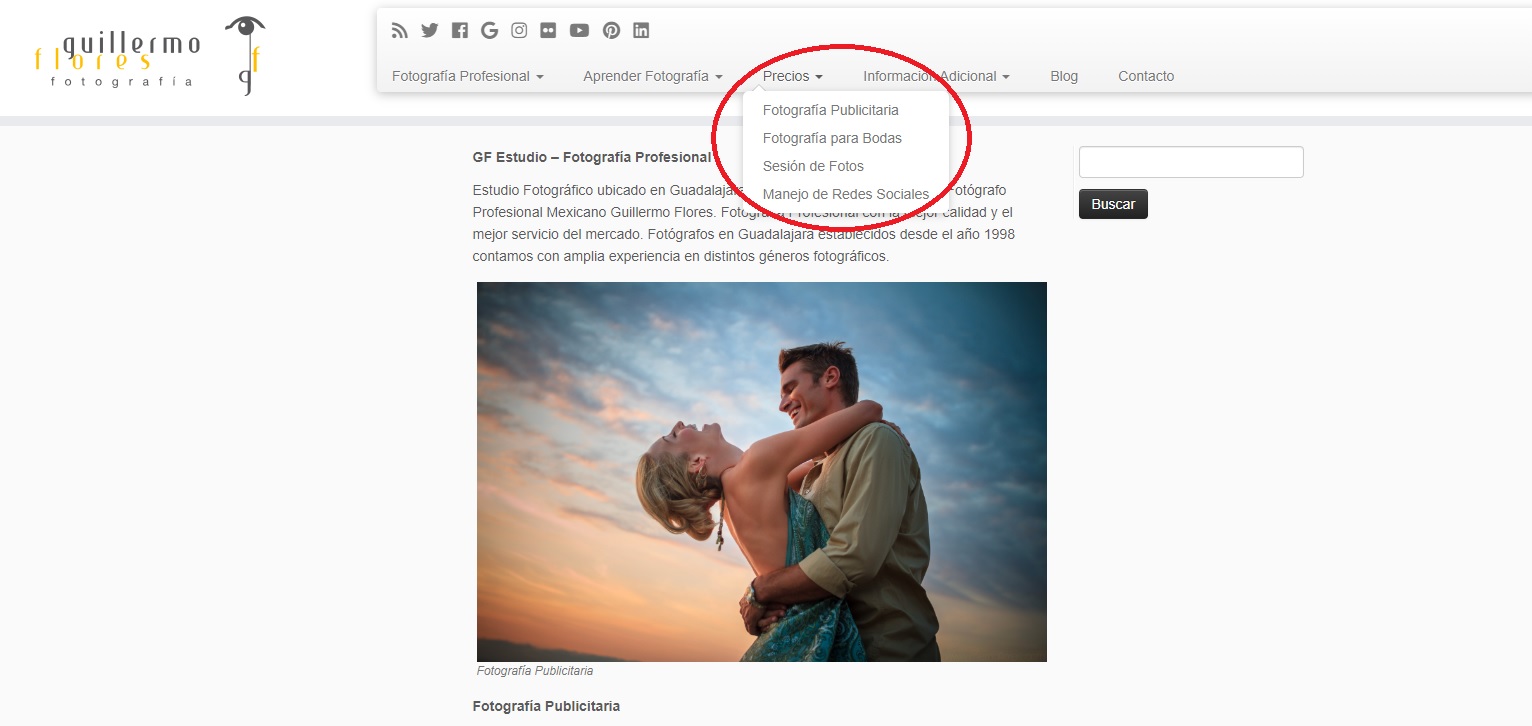 guillermo
flores
fotografía
gf
Fotografía Profesional
Aprender Fotografía
Precios
Información Adicional
Blog
Contacto
Fotografía Publicitaria
Fotografía para Bodas
Sesión de Fotos
Manejo de Redes Sociales
GF Estudio – Fotografía Profesional
Estudio Fotográfico ubicado en Guadalajara Fotógrafo
Profesional Mexicano Guillermo Flores. Fotografía Profesional con la mejor calidad y el
mejor servicio del mercado. Fotógrafos en Guadalajara establecidos desde el año 1998
contamos con amplia experiencia en distintos géneros fotográficos.
Buscar
Fotografía Publicitaria
Fotografía Publicitaria